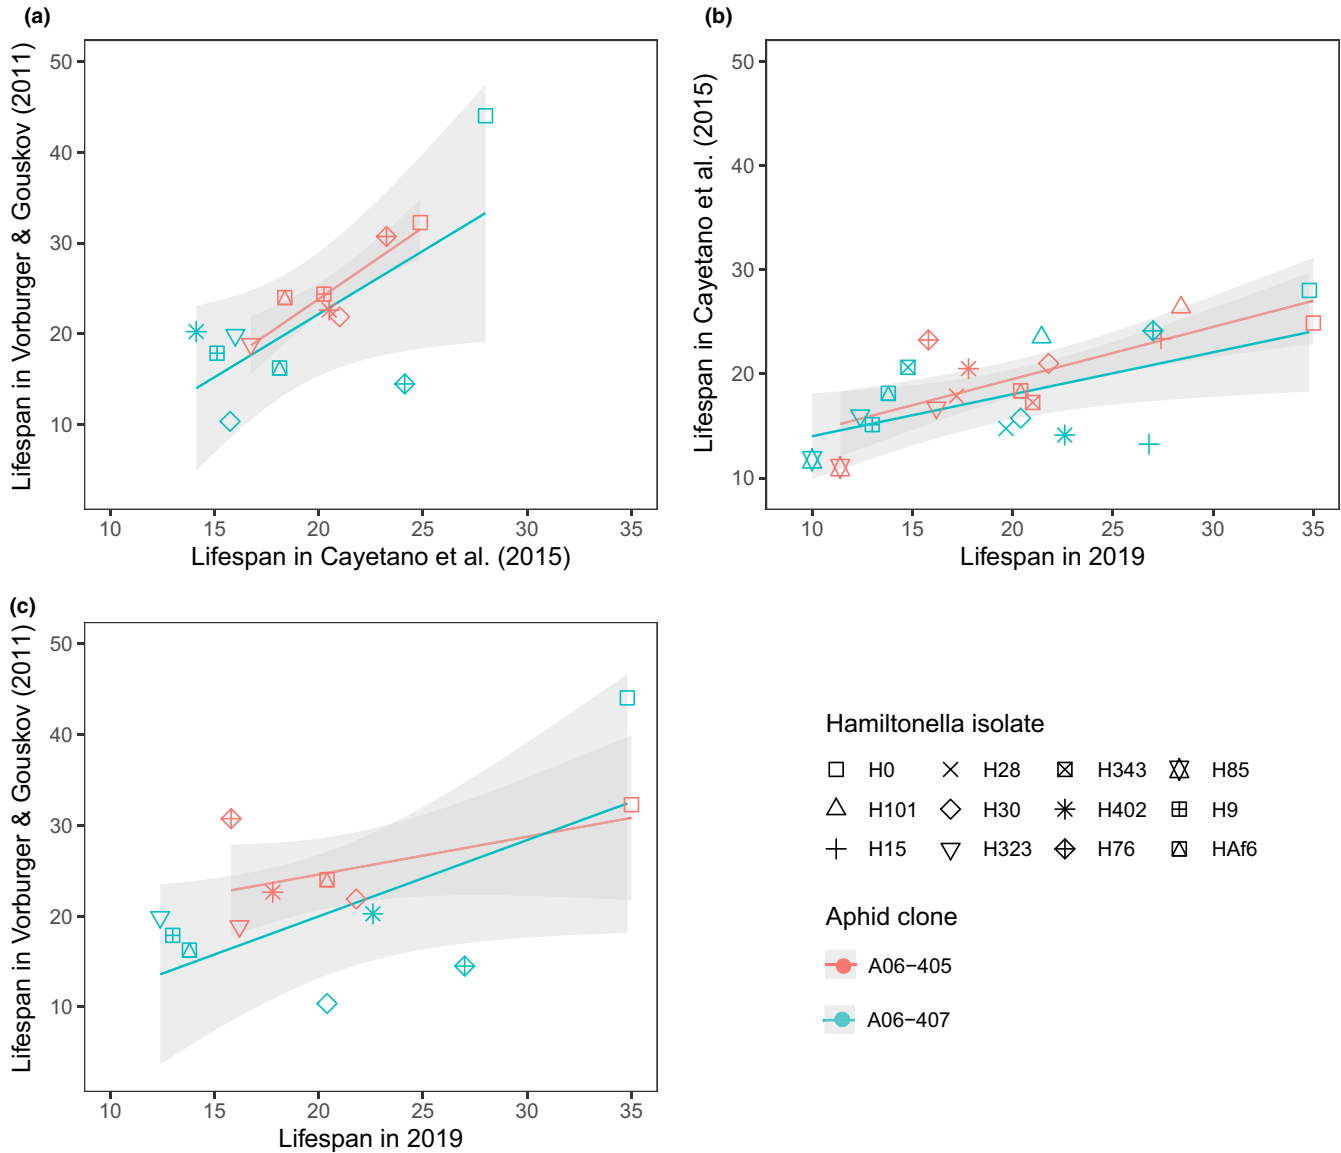 (a)
50
40
30
20
10
Lifespan in Vorburger & Gouskov (2011)
10 15 20 25 30 35
Lifespan in Cayetano et al. (2015)
(b)
50
40
30
20
10
Lifespan in Cayetano et al. (2015)
10 15 20 25 30 35
Lifespan in 2019
(c)
50
40
30
20
10
Lifespan in Vorburger & Gouskov (2011)
10 15 20 25 30 35
Lifespan in 2019
Hamiltonella isolate
H0 H28 H343 H85
H101 H30 H402 H9
H15 H323 H76 HAf6
Aphid clone
A06−405
A06−407